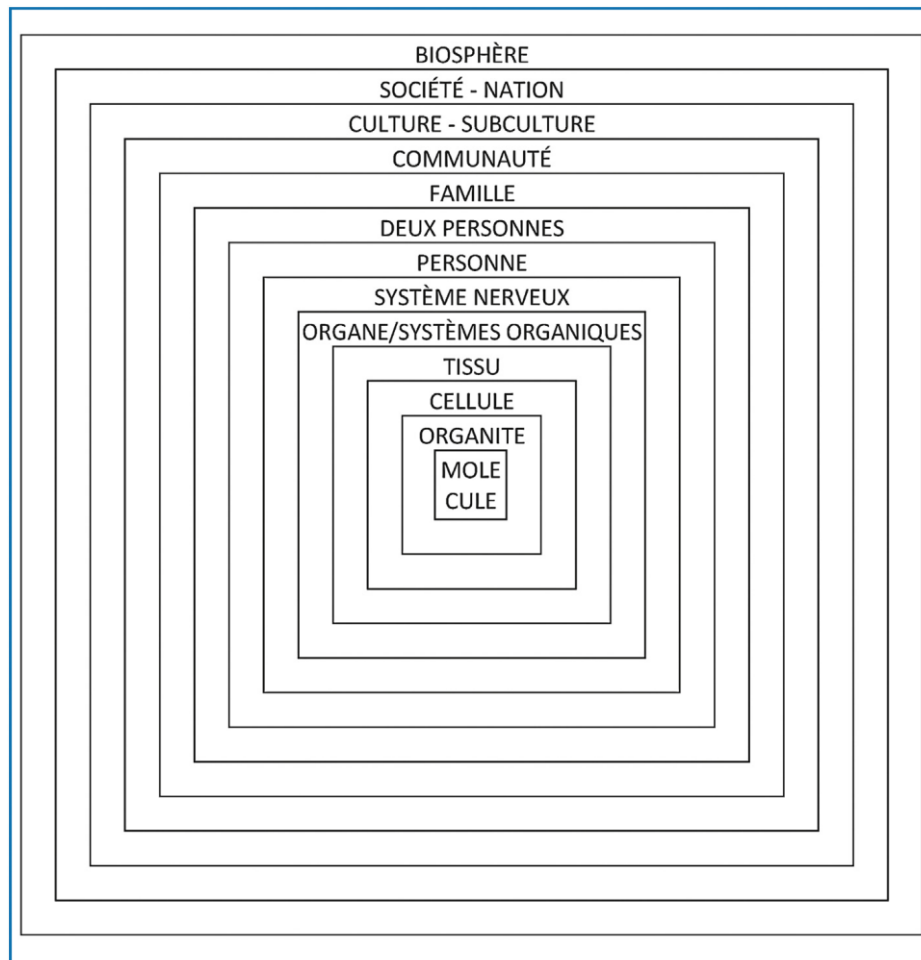 BIOSPHÈRE
SOCIÉTÉ - NATION
CULTURE - SUBCULTURE
COMMUNAUTÉ
FAMILLE
DEUX PERSONNES
PERSONNE
SYSTÈME NERVEUX
ORGANE/SYSTÈMES ORGANIQUES
TISSU
CELLULE
ORGANITE
MOLE
CULE